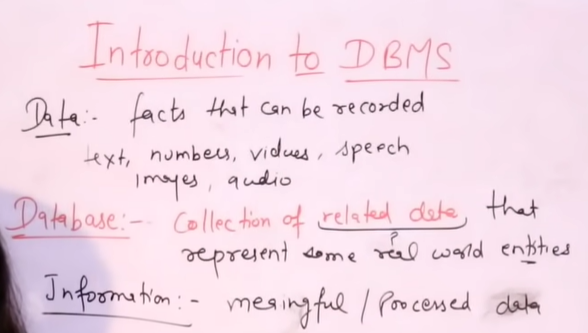 Introduction to DBMS
Data:- facts that can be recorded
text, numbers, vidues, speech
images, audio
Database:- Collection of related data, that
represent some real world entities
Information:- meaningful / Processed data